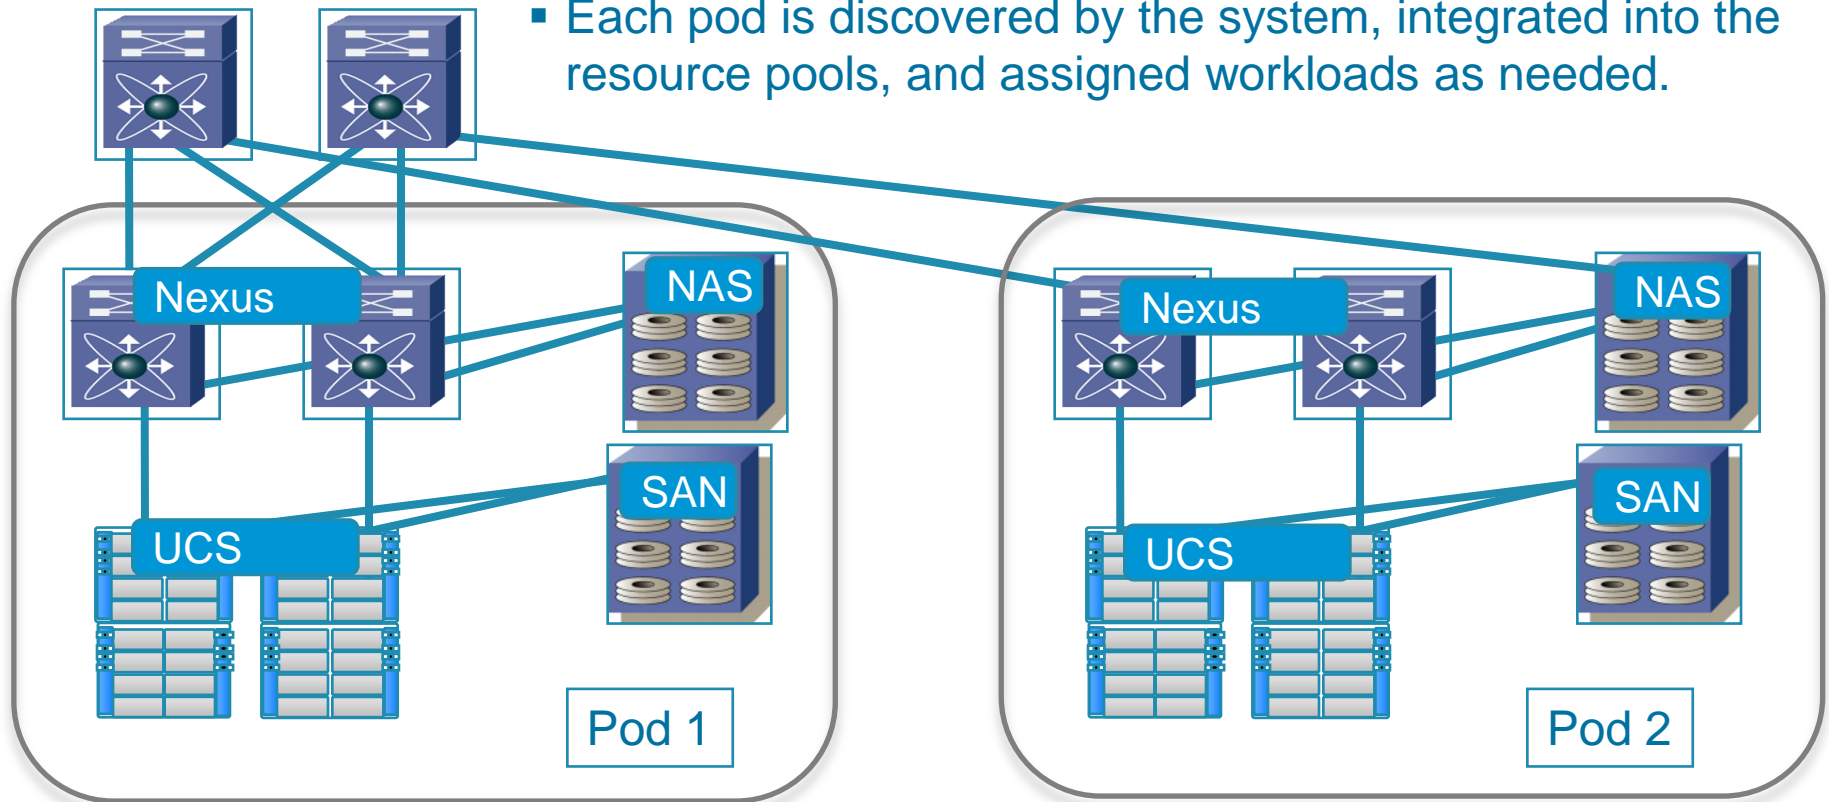 ▪ Each pod is discovered by the system, integrated into the
resource pools, and assigned workloads as needed.
NAS
Nexus
SAN
UCS
Pod 1
NAS
Nexus
SAN
UCS
Pod 2